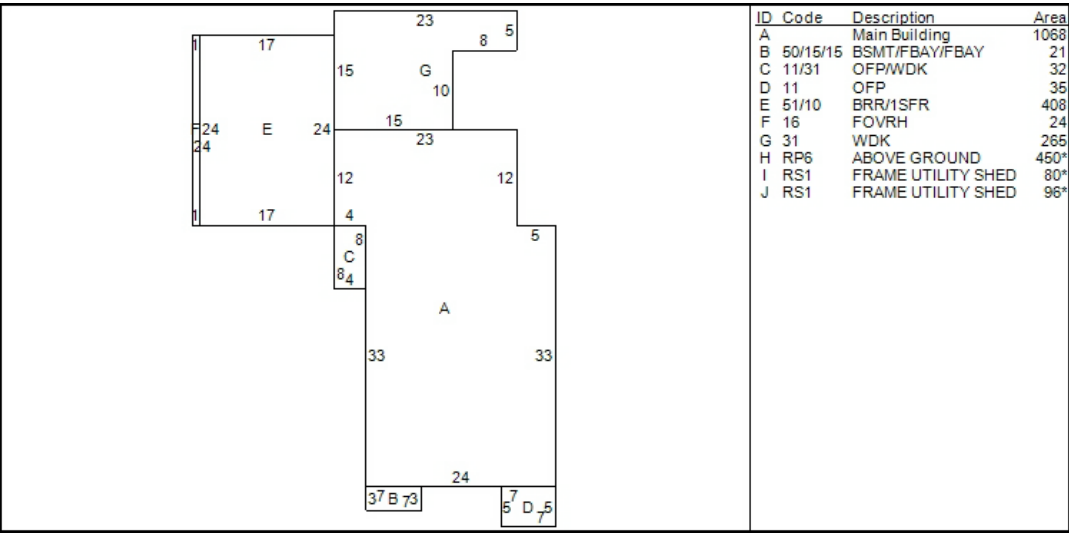 23
5
8
1
17
15
G
10
15
23
F
24
E
24
24
12
12
1
17
4
5
8
C
8
4
A
33
33
24
3
7
B
7
3
7
5
D
5
7
ID Code Description Area
A Main Building 1068
B 50/15/15 BSMT/FBAY/FBAY 21
C 11/31 OFP/WDK 32
D 11 OFP 35
E 51/10 BRR/1SFR 408
F 16 FOVRH 24
G 31 WDK 265
H RP6 ABOVE GROUND 450*
I RS1 FRAME UTILITY SHED 80*
J RS1 FRAME UTILITY SHED 96*